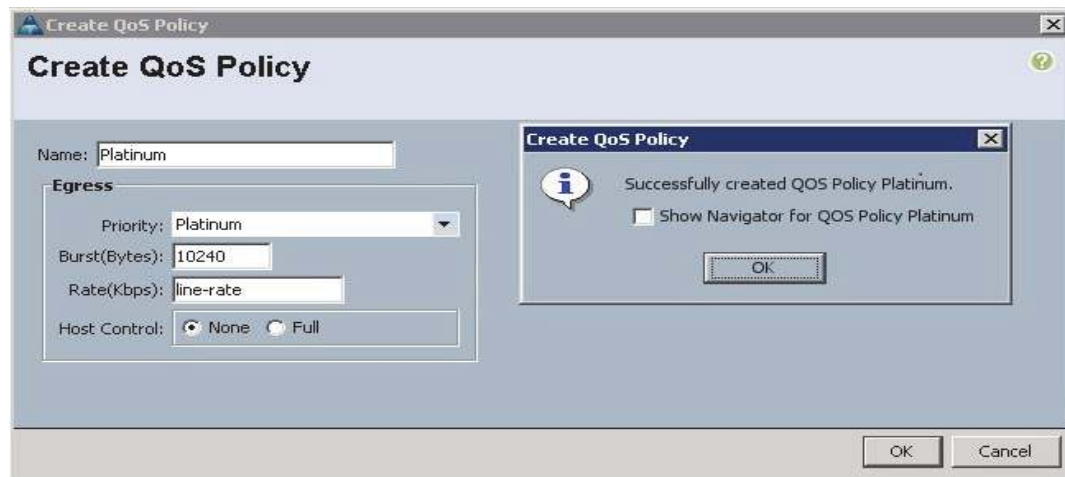 Create QoS Policy
Create QoS Policy
Name: Platinum
Egress
Priority: Platinum
Burst(Bytes): 10240
Rate(Kbps): line-rate
Host Control: None Full
Create QoS Policy
Successfully created QOS Policy Platinum.
Show Navigator for QOS Policy Platinum
OK
OK Cancel